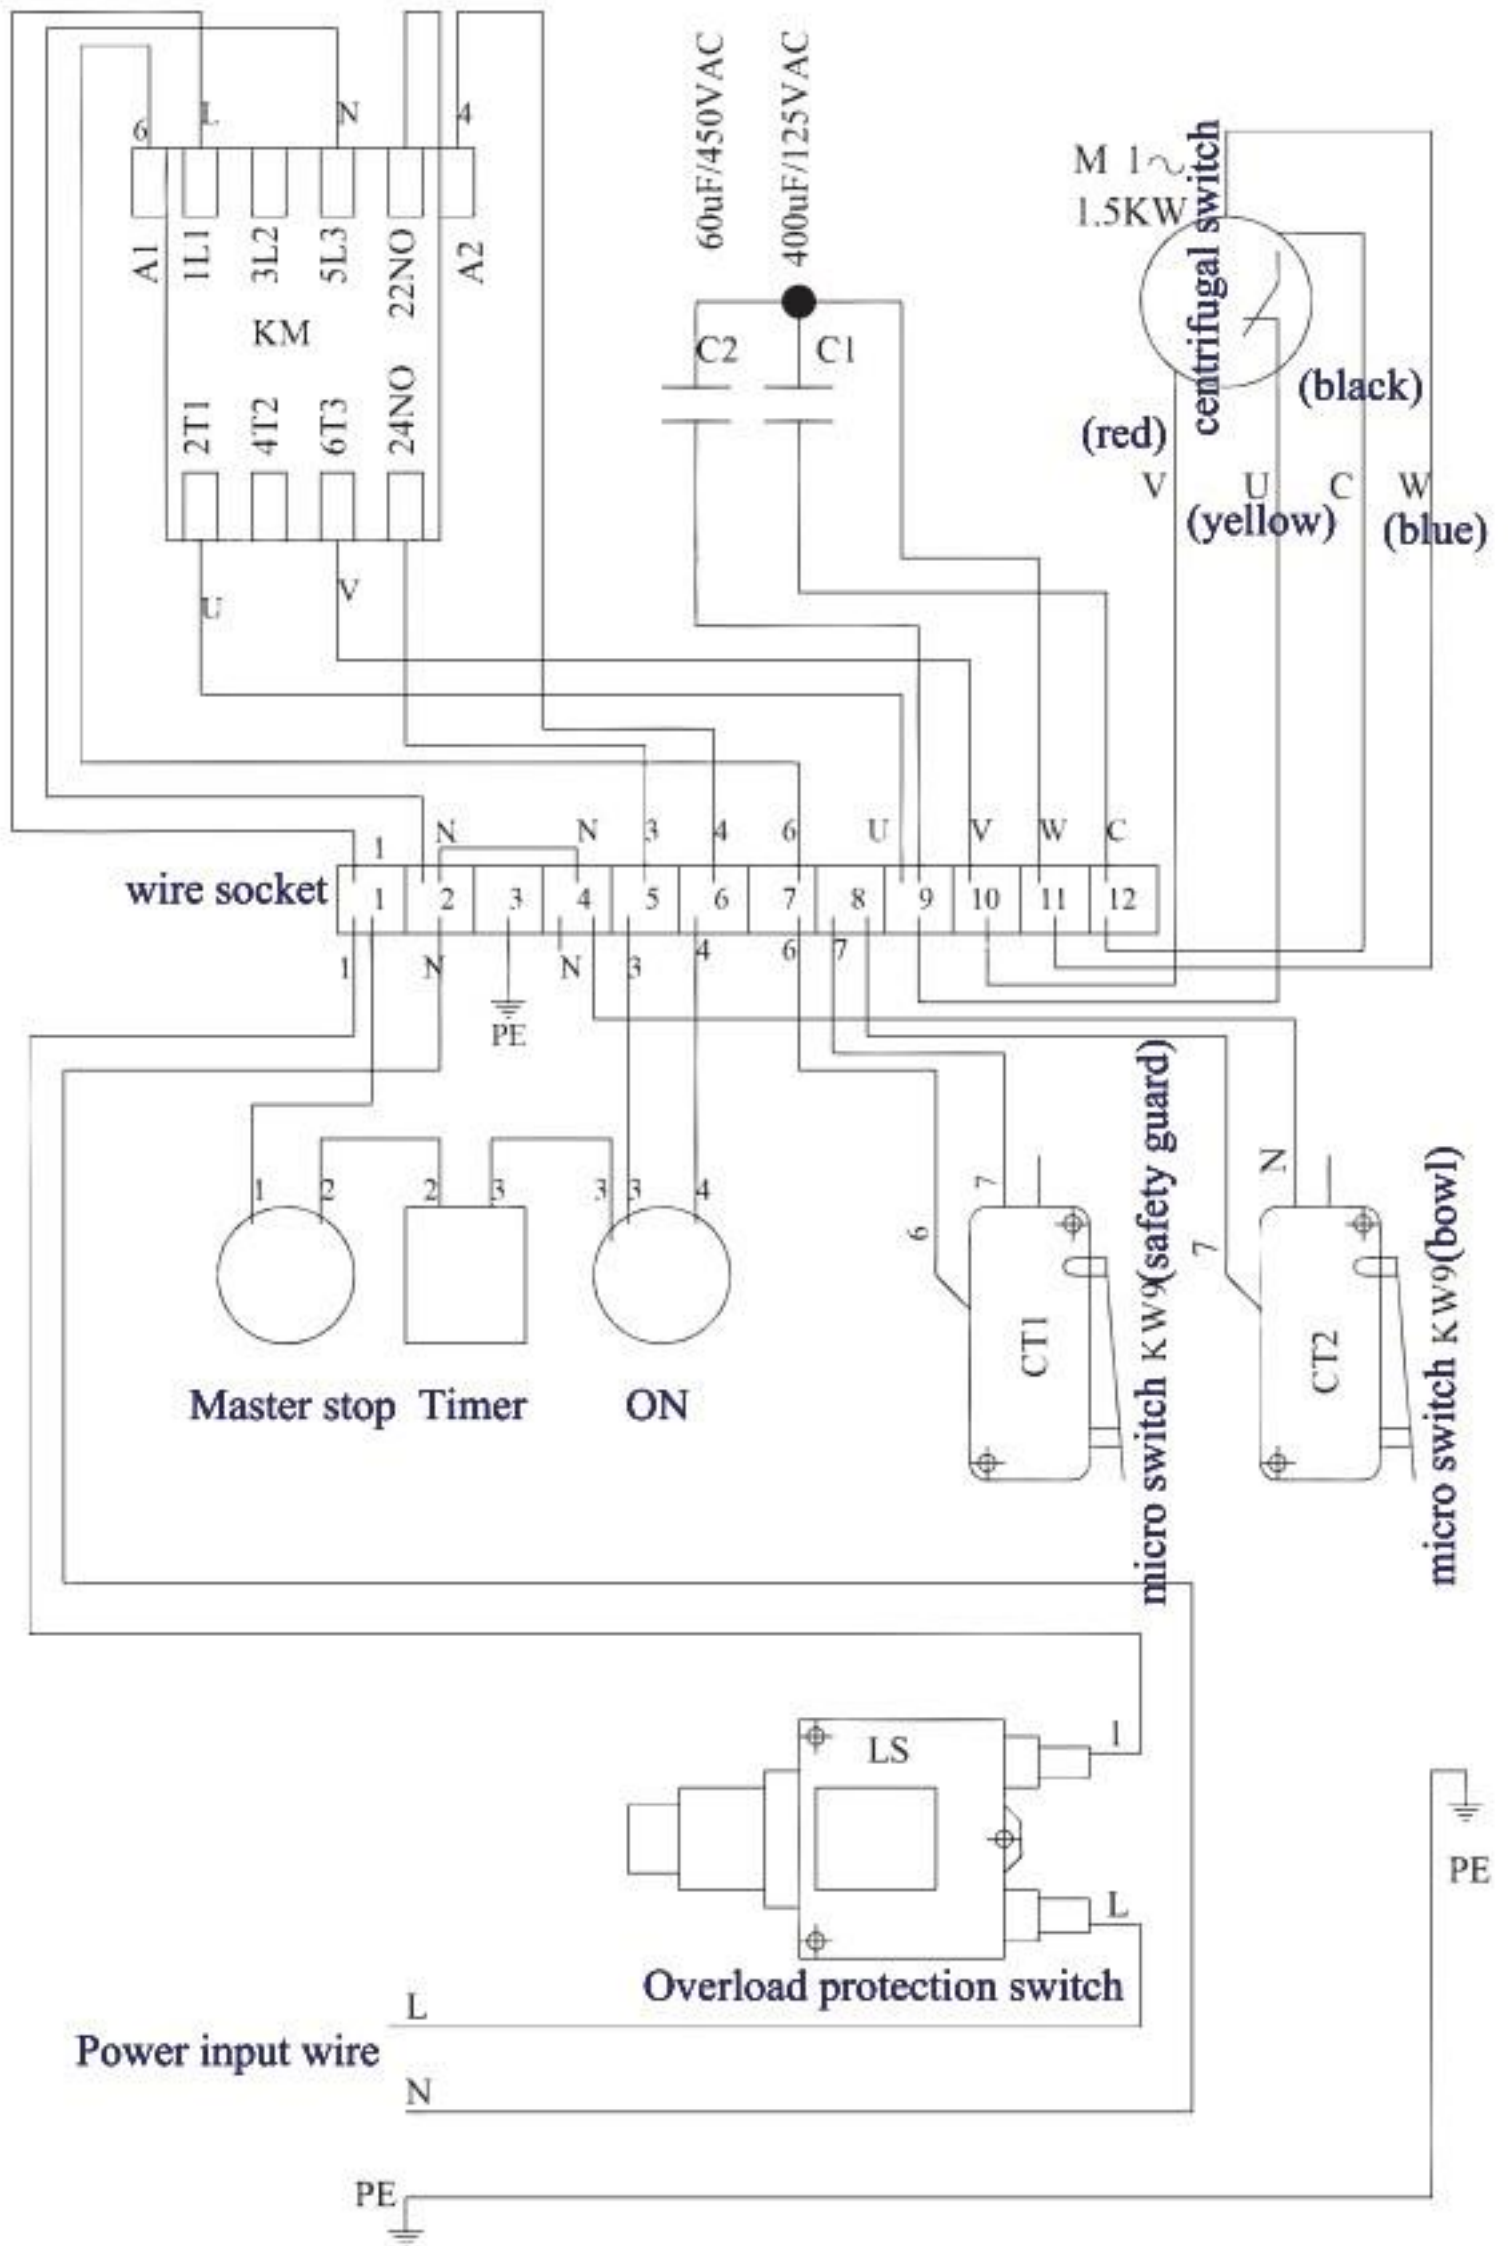 6
L
N
4
A1
1L1
3L2
5L3
22NO
A2
KM
2T1
4T2
6T3
24NO
U
V
60uF/450VAC
400uF/125VAC
C2
C1
M 1~
1.5KW
centrifugal switch
(black)
(red)
V
U
C
W
(yellow)
(blue)
1
N
N
3
4
6
U
V
W
C
wire socket
1
2
3
4
5
6
7
8
9
10
11
12
1
N
N
3
4
6
7
PE
1
2
2
3
3
3
4
6
7
7
N
CT1
CT2
micro switch KW9(safety guard)
micro switch KW9(bowl)
Master stop
Timer
ON
LS
1
L
PE
Overload protection switch
L
Power input wire
N
PE